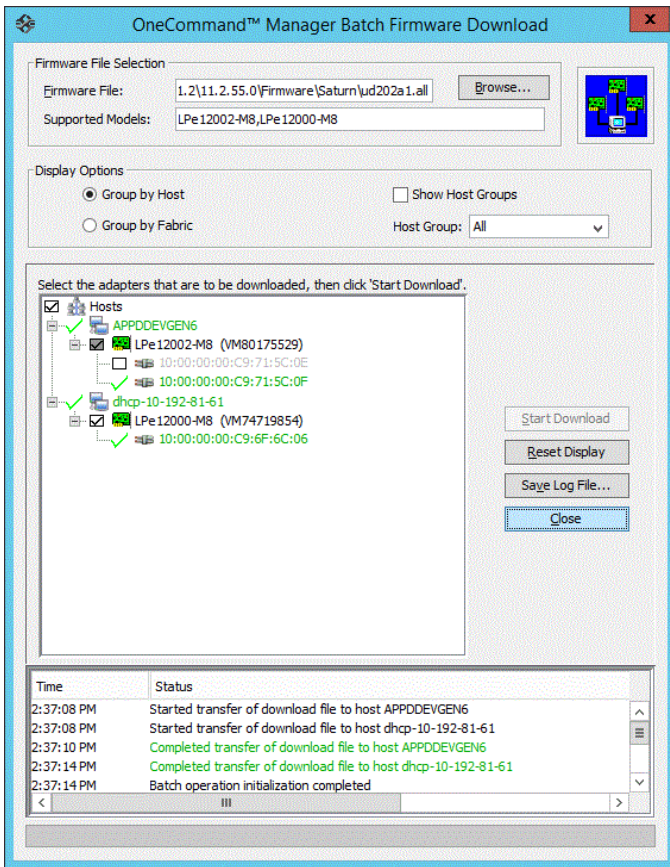 OneCommand™ Manager Batch Firmware Download
x
Firmware File Selection
Firmware File: 1.2\11.2.55.0\Firmware\Saturn\ud202a1.all Browse...
Supported Models: LPe12002-M8,LPe12000-M8
Display Options
Group by Host Show Host Groups
Group by Fabric Host Group: All
Select the adapters that are to be downloaded, then click 'Start Download'.
Hosts
APPDDEVGEN6
LPe12002-M8 (VM80175529)
10:00:00:00:C9:71:5C:0E
10:00:00:00:C9:71:5C:0F
dhcp-10-192-81-61
LPe12000-M8 (VM74719854)
10:00:00:00:C9:6F:6C:06
Start Download
Reset Display
Save Log File...
Close
Time Status
2:37:08 PM Started transfer of download file to host APPDDEVGEN6
2:37:08 PM Started transfer of download file to host dhcp-10-192-81-61
2:37:10 PM Completed transfer of download file to host APPDDEVGEN6
2:37:14 PM Completed transfer of download file to host dhcp-10-192-81-61
2:37:14 PM Batch operation initialization completed